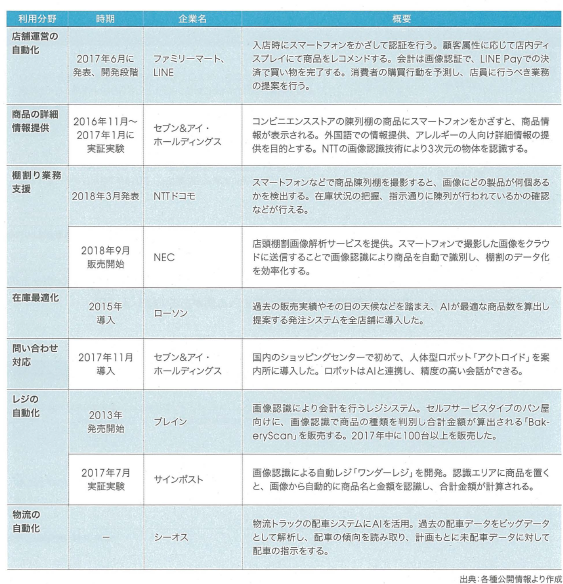 利用分野 時期 企業名 概要
店舗運営の
自動化
2017年6月に
発表、開発段階
ファミリーマート、
LINE
入店時にスマートフォンをかざして認証を行う。顧客属性に応じて店内ディ
スプレイにて商品をレコメンドする。会計は画像認証で、LINE Payでの決
済で買い物を完了する。消費者の購買行動を予測し、店員に行うべき業務
の提案を行う。
商品の詳細
情報提供
2016年11月～
2017年1月に
実証実験
セブン&アイ・
ホールディングス
コンビニエンスストアの陳列棚の商品にスマートフォンをかざすと、商品情
報が表示される。外国語での情報提供、アレルギーの人向け詳細情報の提
供を目的とする。NTTの画像認識技術により3次元の物体を認識する。
棚割り業務
支援
2018年3月発表
NTTドコモ
スマートフォンなどで商品陳列棚を撮影すると、画像にどの製品が何個ある
かを検出する。在庫状況の把握、指示通りに陳列が行われているかの確認
などが行える。
2018年9月
販売開始
NEC
店頭棚割画像解析サービスを提供。スマートフォンで撮影した画像をクラウ
ドに送信することで画像認識により商品を自動で識別し、棚割のデータ化
を効率化する。
在庫最適化
2015年
導入
ローソン
過去の販売実績やその日の天候などを踏まえ、AIが最適な商品数を算出し
提案する発注システムを全店舗に導入した。
問い合わせ
対応
2017年11月
導入
セブン&アイ・
ホールディングス
国内のショッピングセンターで初めて、人体型ロボット「アクトロイド」を案
内所に導入した。ロボットはAIと連携し、精度の高い会話ができる。
レジの
自動化
2013年
発売開始
ブレイン
画像認識により会計を行うレジシステム。セルフサービスタイプのパン屋
向けに、画像認識で商品の種類を判別し合計金額が算出される「Bak-
eryScan」を販売する。2017年中に100台以上を販売した。
2017年7月
実証実験
サインポスト
画像認識による自動レジ「ワンダーレジ」を開発。認識エリアに商品を置く
と、画像から自動的に商品名と金額を認識し、合計金額が計算される。
物流の
自動化
－
シーオス
物流トラックの配車システムにAIを活用。過去の配車データをビッグデータ
として解析し、配車の傾向を読み取り、計画もとに未配車データに対して
配車の指示をする。
出典：各種公開情報より作成